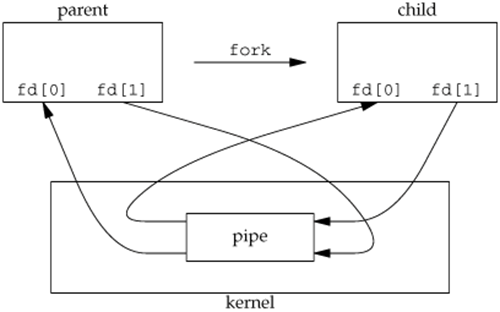 parent
child
fork
fd[0] fd[1]
fd[0] fd[1]
pipe
kernel